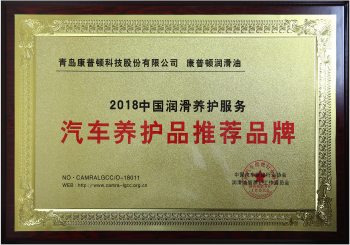 青岛康普顿科技股份有限公司 康普顿润滑油
2018中国润滑养护服务
汽车养护品推荐品牌
NO·CAMRALGCC/O-18011
WEB：http://www.camra-lgcc.org.cn